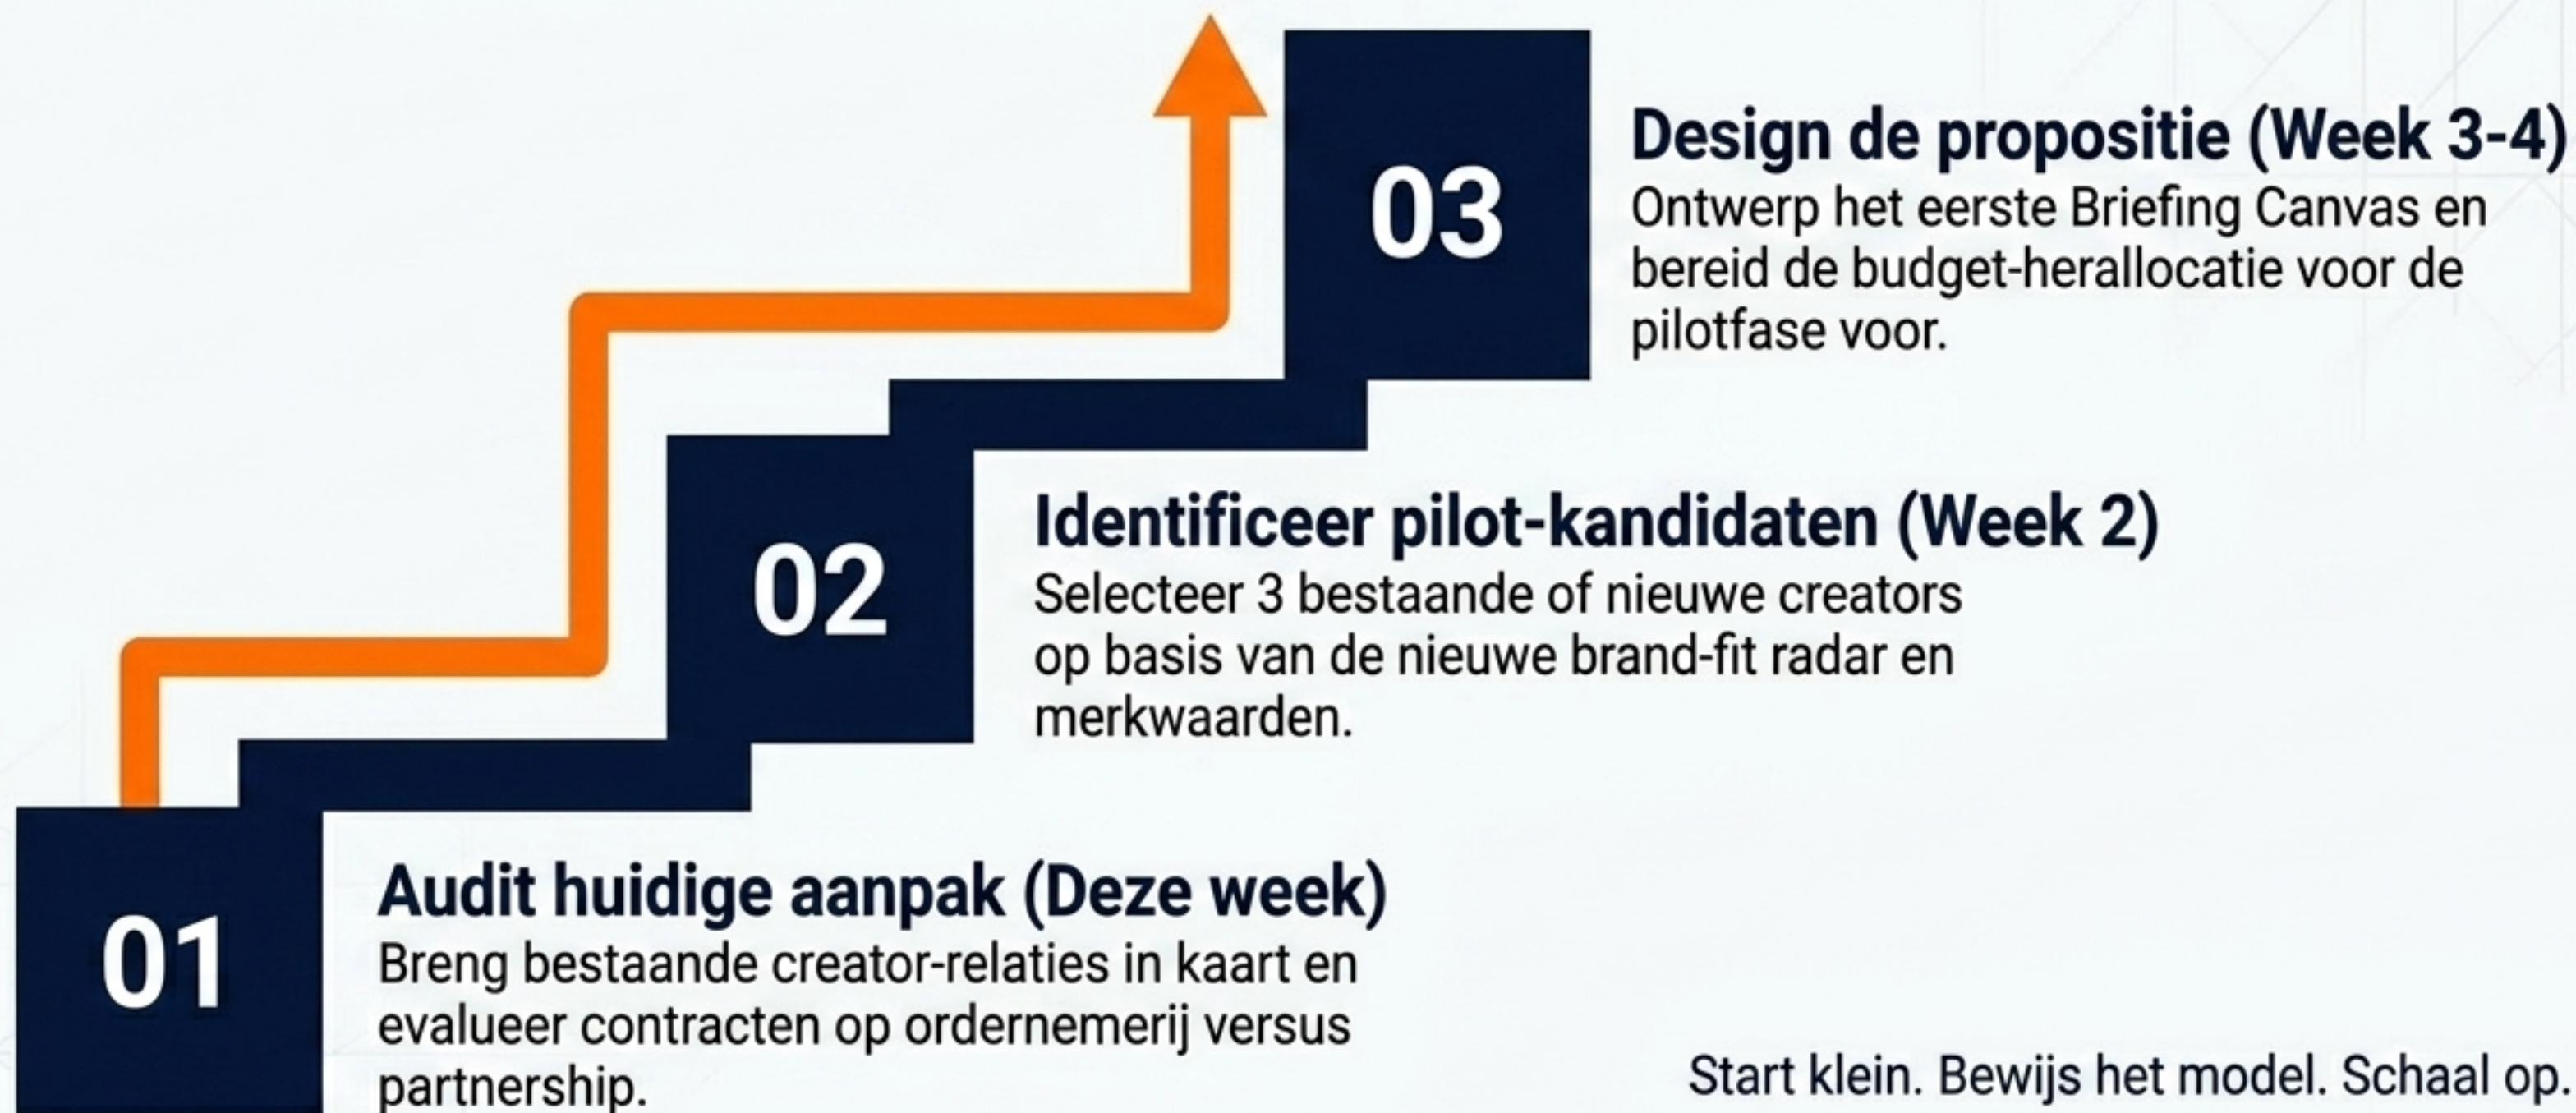 03
Design de propositie (Week 3-4)
Ontwerp het eerste Briefing Canvas en
bereid de budget-herallocatie voor de
pilotfase voor.
02
Identificeer pilot-kandidaten (Week 2)
Selecteer 3 bestaande of nieuwe creators
op basis van de nieuwe brand-fit radar en
merkwaarden.
01
Audit huidige aanpak (Deze week)
Breng bestaande creator-relaties in kaart en
evalueer contracten op ordernemerij versus
partnership.
Start klein. Bewijs het model. Schaal op.